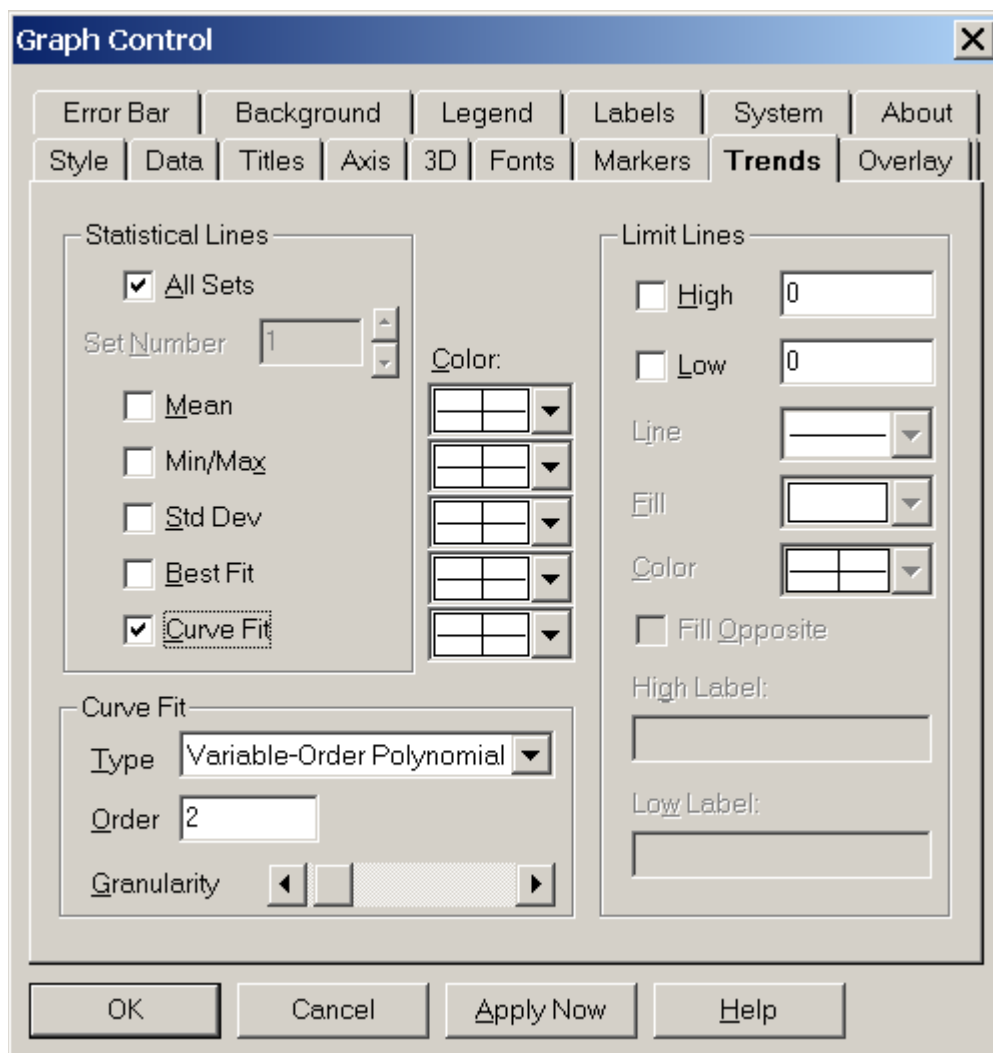 Graph Control
Error Bar
Background
Legend
Labels
System
About
Style
Data
Titles
Axis
3D
Fonts
Markers
Trends
Overlay
Statistical Lines
All Sets
Set Number
1
Color:
Mean
Min/Max
Std Dev
Best Fit
Curve Fit
Curve Fit
Type
Variable-Order Polynomial
Order
2
Granularity
Limit Lines
High
0
Low
0
Line
Fill
Color
Fill Opposite
High Label:
Low Label:
OK
Cancel
Apply Now
Help